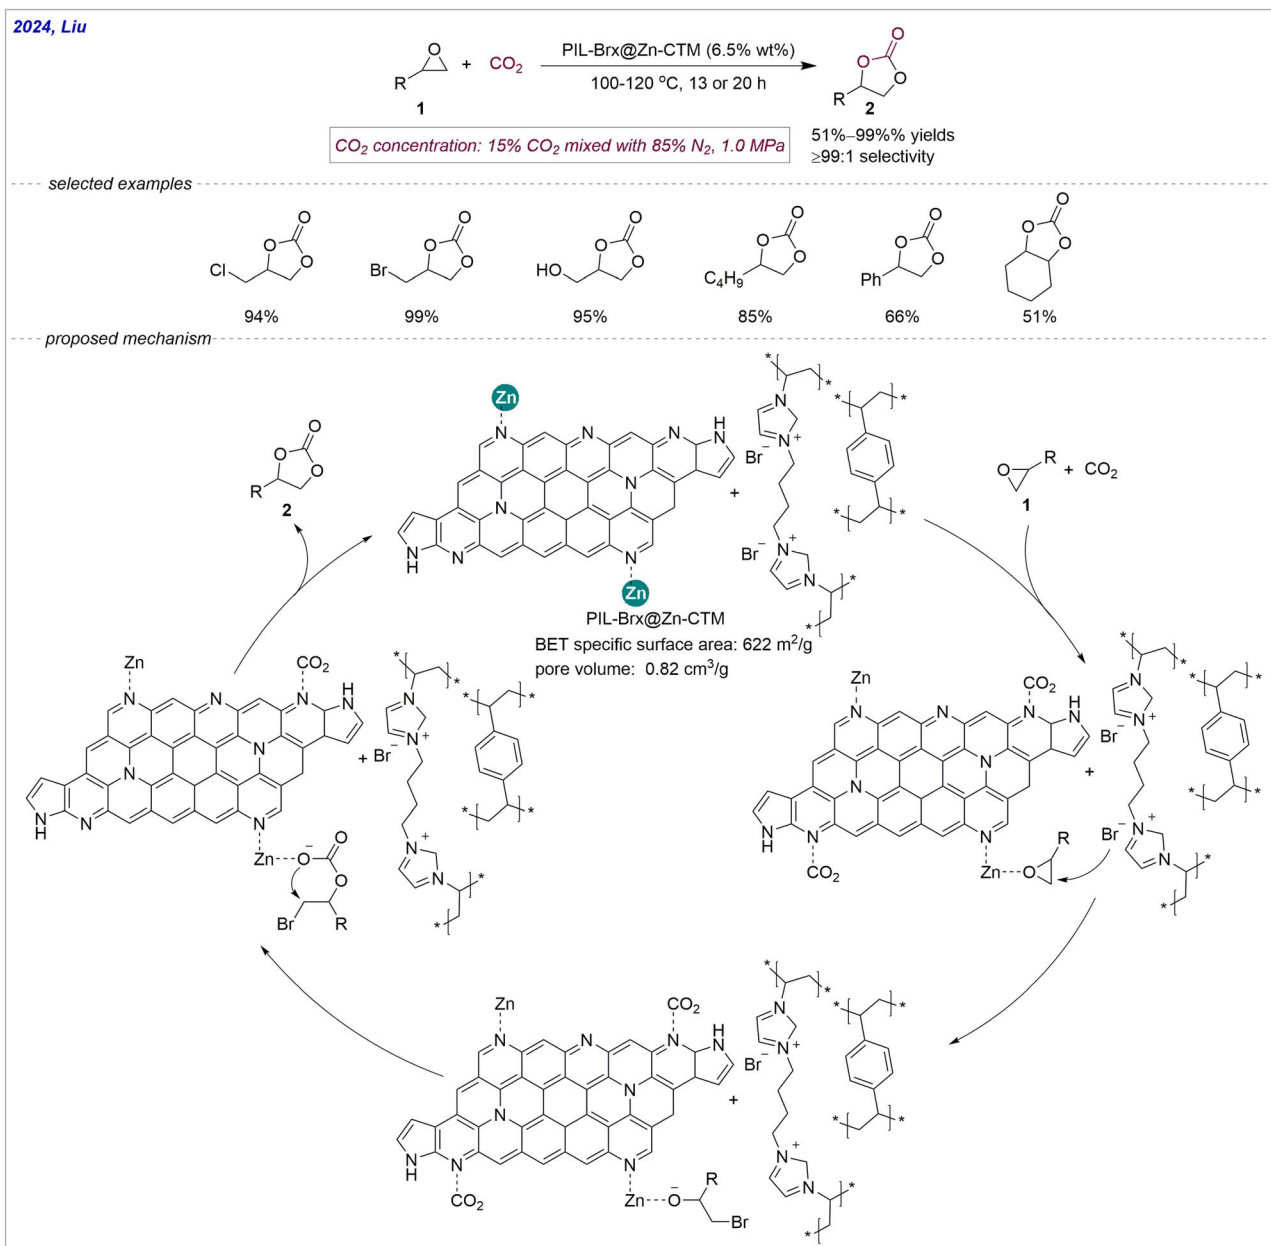 2024, Liu
R O 1 + CO2 PIL-Brx@Zn-CTM (6.5% wt%) 100-120 °C, 13 or 20 h O O O R 2
CO2 concentration: 15% CO2 mixed with 85% N2, 1.0 MPa
51%–99%% yields
≥99:1 selectivity
selected examples
Cl O O O Br O O O HO O O O C4H9 O O O Ph O O O O O O
94% 99% 95% 85% 66% 51%
proposed mechanism
Zn N N N H N N N H N N N Zn
+
* * N N + Br− Br− N + N * * * * * *
PIL-Brx@Zn-CTM
BET specific surface area: 622 m2/g
pore volume: 0.82 cm3/g
O R + CO2
1
O O O R
2
Zn CO2 N N N H N N N N H N N CO2 Zn O R
+
* * N N + Br− Br− N + N * * * * * *
Zn CO2 N N N H N N N N H N N CO2 Zn O− R Br
+
* * N N + Br− N + N * * * * * *
Zn CO2 N N N H N N N N H N N Zn O− O O Br R
+
* * N N + Br− N + N * * * * * *